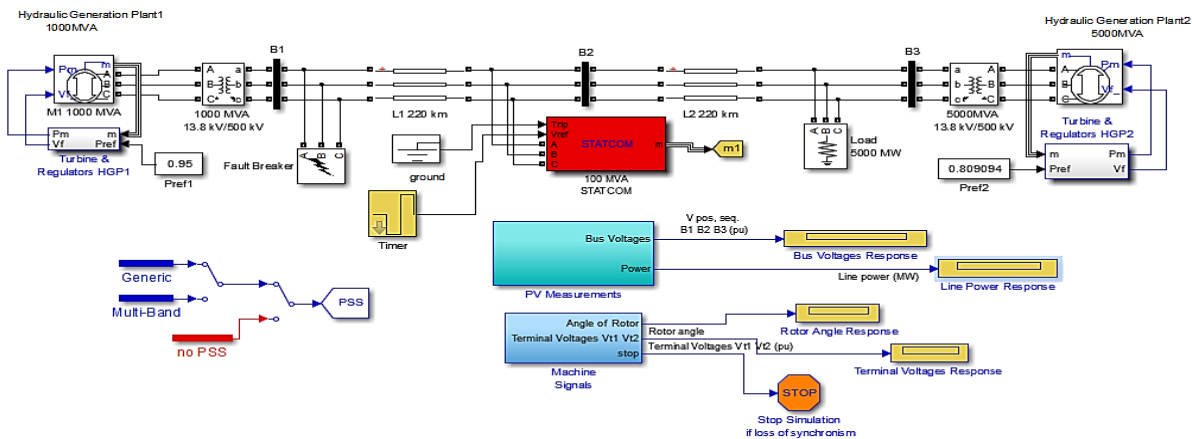 Hydraulic Generation Plant1
1000MVA
Hydraulic Generation Plant2
5000MVA
B1
B2
B3
Pm
Vf_
m
A
B
C
M1 1000 MVA
A
B
C
a
b
c
1000 MVA
13.8 kV/500 kV
L1 220 km
L2 220 km
a
b
c
A
B
C
5000MVA
13.8 kV/500 kV
m
A
B
C
Pm
Vf_
Pm
Vf
m
Pref
Turbine &
Regulators HGP1
0.95
Pref1
A
B
C
Fault Breaker
ground
Trip
Vref
A
B
C
STATCOM
m
100 MVA
STATCOM
m1
A
B
C
Load
5000 MW
Turbine &
Regulators HGP2
m
Pref
Pm
Vf
0.809094
Pref2
Timer
V pos, seq.
B1 B2 B3 (pu)
Bus Voltages
Power
PV Measurements
Bus Voltages Response
Line power (MW)
Line Power Response
Generic
Multi-Band
no PSS
PSS
Angle of Rotor
Terminal Voltages Vt1 Vt2
stop
Machine
Signals
Rotor angle
Terminal Voltages Vt1 Vt2 (pu)
Rotor Angle Response
Terminal Voltages Response
STOP
Stop Simulation
if loss of synchronism